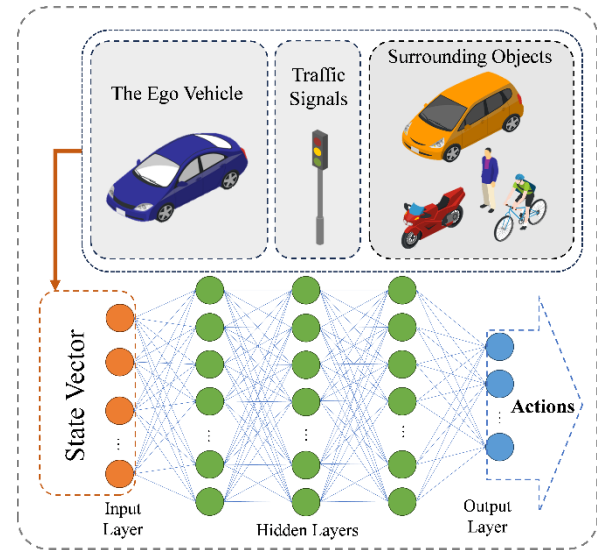 The Ego Vehicle
Traffic
Signals
Surrounding Objects
State Vector
Actions
Input
Layer
Hidden Layers
Output
Layer